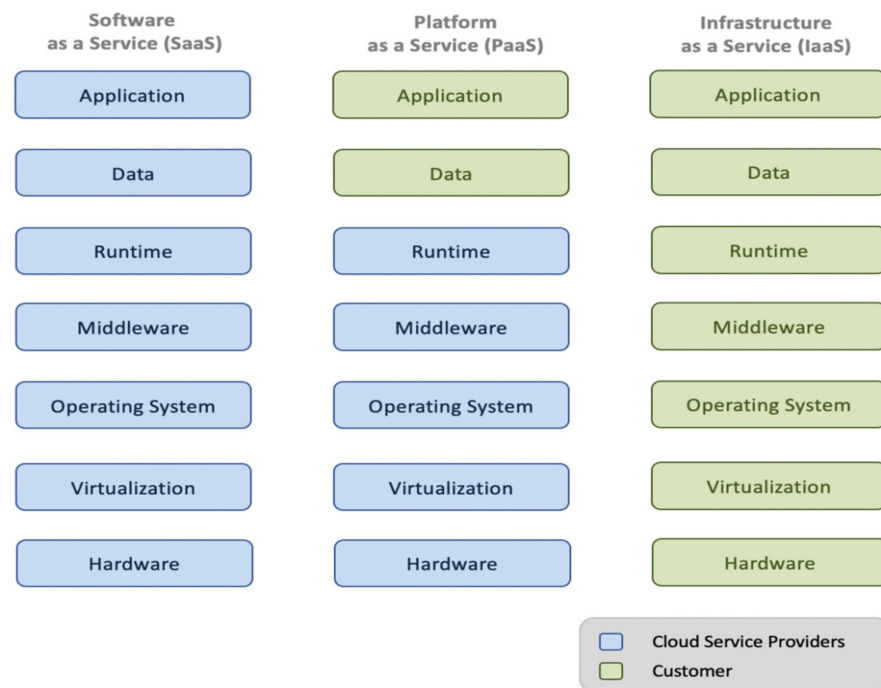 Software
as a Service (SaaS)
Platform
as a Service (PaaS)
Infrastructure
as a Service (IaaS)
Application
Application
Application
Data
Data
Data
Runtime
Runtime
Runtime
Middleware
Middleware
Middleware
Operating System
Operating System
Operating System
Virtualization
Virtualization
Virtualization
Hardware
Hardware
Hardware
Cloud Service Providers
Customer